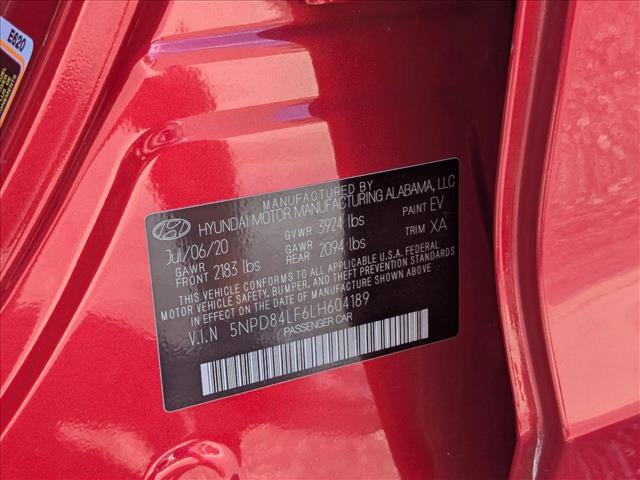 E620
MANUFACTURED BY
HYUNDAI MOTOR MANUFACTURING ALABAMA, LLC
Jul/06/20 GVWR 3924 lbs PAINT EV
GAWR FRONT 2183 lbs GAWR REAR 2094 lbs TRIM XA
THIS VEHICLE CONFORMS TO ALL APPLICABLE U.S.A. FEDERAL
MOTOR VEHICLE SAFETY, BUMPER, AND THEFT PREVENTION STANDARDS
IN EFFECT ON THE DATE OF MANUFACTURE SHOWN ABOVE.
V.I.N 5NPD84LF6LH604189
PASSENGER CAR